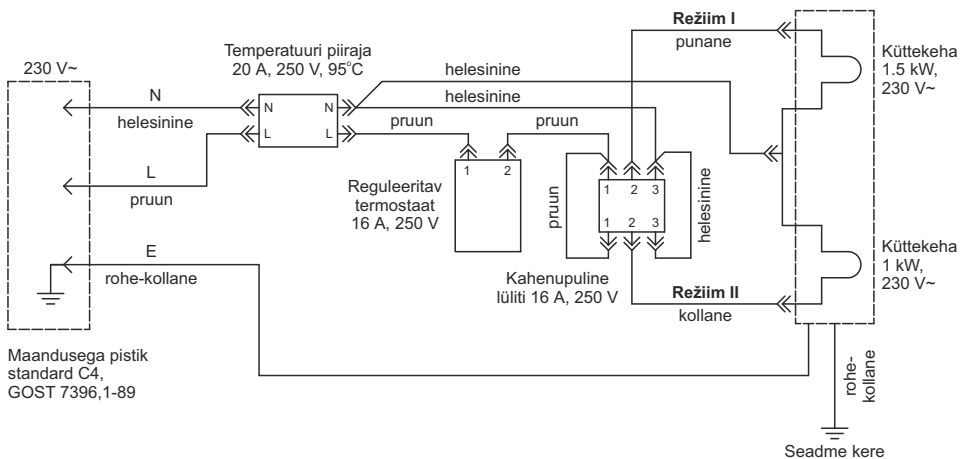 230 V~
N
helesinine
L
pruun
E
rohe-kollane
Maandusega pistik
standard C4,
GOST 7396,1-89
Temperatuuri piiraja
20 A, 250 V, 95°C
N
N
L
L
helesinine
helesinine
pruun
pruun
1
2
Reguleeritav
termostaat
16 A, 250 V
Režiim I
punane
pruun
1
2
3
1
2
3
helesinine
Kahenupuline
lüliti 16 A, 250 V
Režiim II
kollane
Küttekeha
1.5 kW,
230 V~
Küttekeha
1 kW,
230 V~
rohe-
kollane
Seadme kere